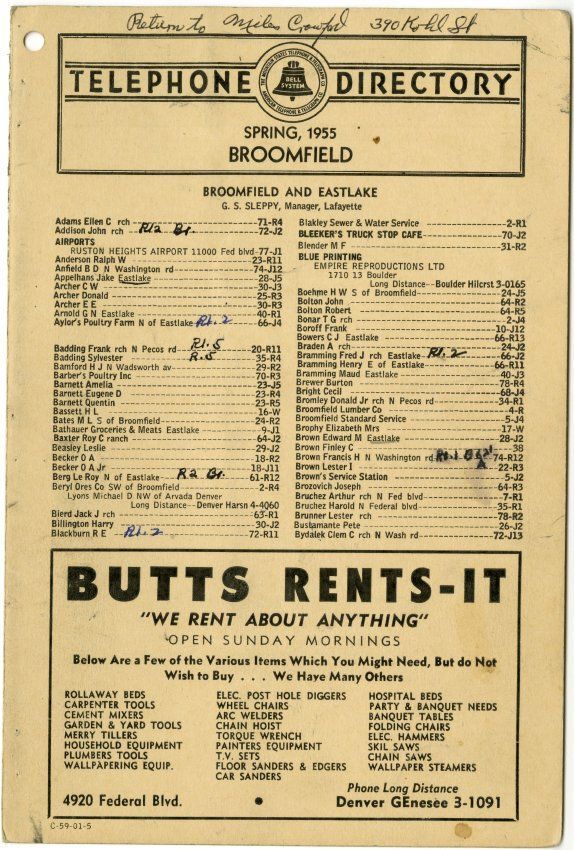 Return to Miles Crawford 390 Kohl St
TELEPHONE DIRECTORY
THE MOUNTAIN STATES TELEPHONE & TELEGRAPH CO
BELL SYSTEM
SPRING, 1955
BROOMFIELD
BROOMFIELD AND EASTLAKE
G. S. SLEPPY, Manager, Lafayette
Adams Ellen C rch 71-R4
Addison John rch Rt2 Br. 72-J2
AIRPORTS
RUSTON HEIGHTS AIRPORT 11000 Fed blvd 77-J1
Anderson Ralph W 23-R11
Anfield B D N Washington rd 74-J12
Appelhans Jake Eastlake 28-J5
Archer C W 30-J3
Archer Donald 25-R3
Archer E E 30-R3
Arnold G N Eastlake 40-R1
Aylor's Poultry Farm N of Eastlake Rt. 2 66-J4
Badding Frank rch N Pecos rd Rt. 5 20-R11
Badding Sylvester R. 5 35-R4
Bamford H J N Wadsworth av 29-R2
Barber's Poultry Inc 70-R3
Barnett Amelia 23-J5
Barnett Eugene D 23-R4
Barnett Quentin 23-R5
Bassett H L 16-W
Bates M L S of Broomfield 24-R2
Bathauer Groceries & Meats Eastlake 9-J1
Baxter Roy C ranch 64-J2
Beasley Leslie 29-J2
Becker O A 18-R2
Becker O A Jr 18-J11
Berg Le Roy N of Eastlake R 2 Br. 61-R12
Beryl Ores Co SW of Broomfield 2-R4
Lyons Michael D NW of Arvada Denver
Long Distance--Denver Harsn 4-4060
Bierd Jack J rch 63-R1
Billington Harry 30-J2
Blackburn R E Rt. 2 72-R11
Blakley Sewer & Water Service 2-R1
BLEEKER'S TRUCK STOP CAFE 70-J2
Blender M F 31-R2
BLUE PRINTING
EMPIRE REPRODUCTIONS LTD
1710 13 Boulder
Long Distance--Boulder Hilcrst 3-0165
Boehme H W S of Broomfield 24-J5
Bolton John 64-R2
Bolton Robert 64-R5
Bonar T G rch 2-J4
Boroff Frank 10-J12
Bowers C J Eastlake 66-R13
Braden A rch 24-J2
Bramming Fred J rch Eastlake Rt. 2 66-J2
Bramming Henry E of Eastlake 66-R11
Bramming Maud Eastlake 40-J3
Brewer Burton 78-R4
Bright Cecil 68-J4
Bromley Donald Jr rch N Pecos rd 34-R1
Broomfield Lumber Co 4-R
Broomfield Standard Service 5-J4
Brophy Elizabeth Mrs 17-W
Brown Edward M Eastlake 28-J2
Brown Finley C 38
Brown Francis H N Washington rd Rt. 1 74-R12
Brown Lester I 22-R3
Brown's Service Station 5-J2
Brozovich Joseph 64-R3
Bruchez Arthur rch N Fed blvd 7-R1
Bruchez Harold N Federal blvd 35-R1
Brunner Lester rch 78-R2
Bustamante Pete 26-J2
Bydalek Clem C rch N Wash rd 72-J13
BUTTS RENTS-IT
"WE RENT ABOUT ANYTHING"
OPEN SUNDAY MORNINGS
Below Are a Few of the Various Items Which You Might Need, But do Not
Wish to Buy . . . We Have Many Others
ROLLAWAY BEDS
CARPENTER TOOLS
CEMENT MIXERS
GARDEN & YARD TOOLS
MERRY TILLERS
HOUSEHOLD EQUIPMENT
PLUMBERS TOOLS
WALLPAPERING EQUIP.
ELEC. POST HOLE DIGGERS
WHEEL CHAIRS
ARC WELDERS
CHAIN HOIST
TORQUE WRENCH
PAINTERS EQUIPMENT
T.V. SETS
FLOOR SANDERS & EDGERS
CAR SANDERS
HOSPITAL BEDS
PARTY & BANQUET NEEDS
BANQUET TABLES
FOLDING CHAIRS
ELEC. HAMMERS
SKIL SAWS
CHAIN SAWS
WALLPAPER STEAMERS
4920 Federal Blvd. •
Phone Long Distance
Denver GEnesee 3-1091
C-59-01-5